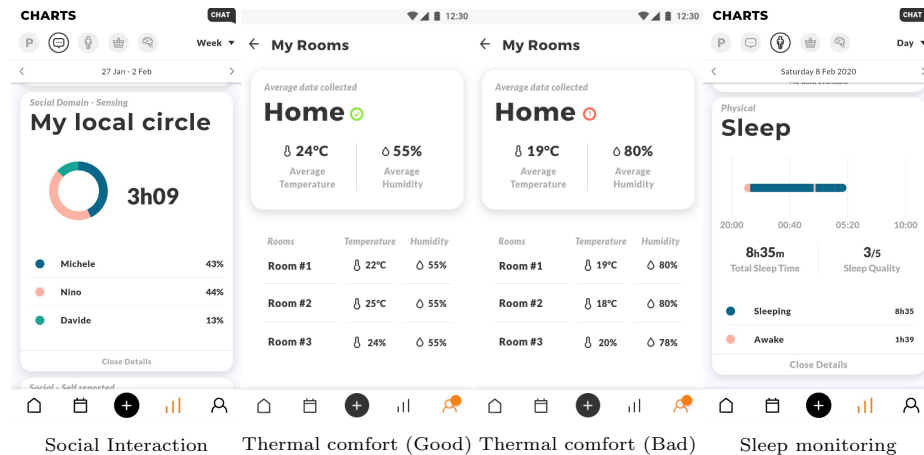 CHARTS
CHAT
P
Week
27 Jan - 2 Feb
Social Domain - Sensing
My local circle
3h09
Michele 43%
Nino 44%
Davide 13%
Close Details
Social - Self reported
Social Interaction
12:30
My Rooms
Average data collected
Home
24°C 55%
Average Average
Temperature Humidity
Rooms Temperature Humidity
Room #1 22°C 55%
Room #2 25°C 55%
Room #3 24% 55%
Thermal comfort (Good)
12:30
My Rooms
Average data collected
Home
19°C 80%
Average Average
Temperature Humidity
Rooms Temperature Humidity
Room #1 19°C 80%
Room #2 18°C 80%
Room #3 20% 78%
Thermal comfort (Bad)
CHARTS
CHAT
P
Day
Saturday 8 Feb 2020
Physical
Sleep
20:00 00:40 05:20 10:00
8h35m 3/5
Total Sleep Time Sleep Quality
Sleeping 8h35
Awake 1h39
Close Details
Sleep monitoring